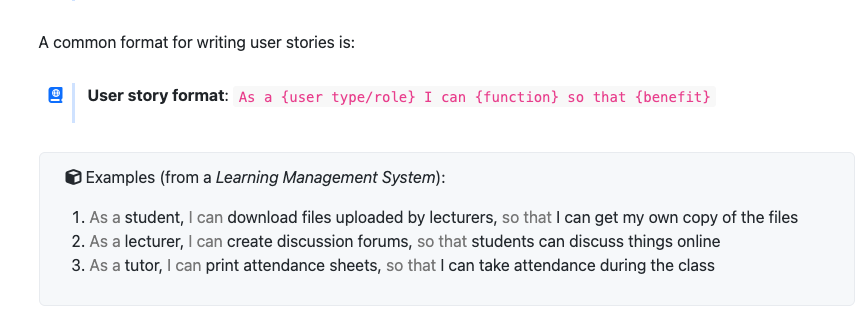 A common format for writing user stories is:
User story format: As a {user type/role} I can {function} so that {benefit}
Examples (from a Learning Management System):
1. As a student, I can download files uploaded by lecturers, so that I can get my own copy of the files
2. As a lecturer, I can create discussion forums, so that students can discuss things online
3. As a tutor, I can print attendance sheets, so that I can take attendance during the class